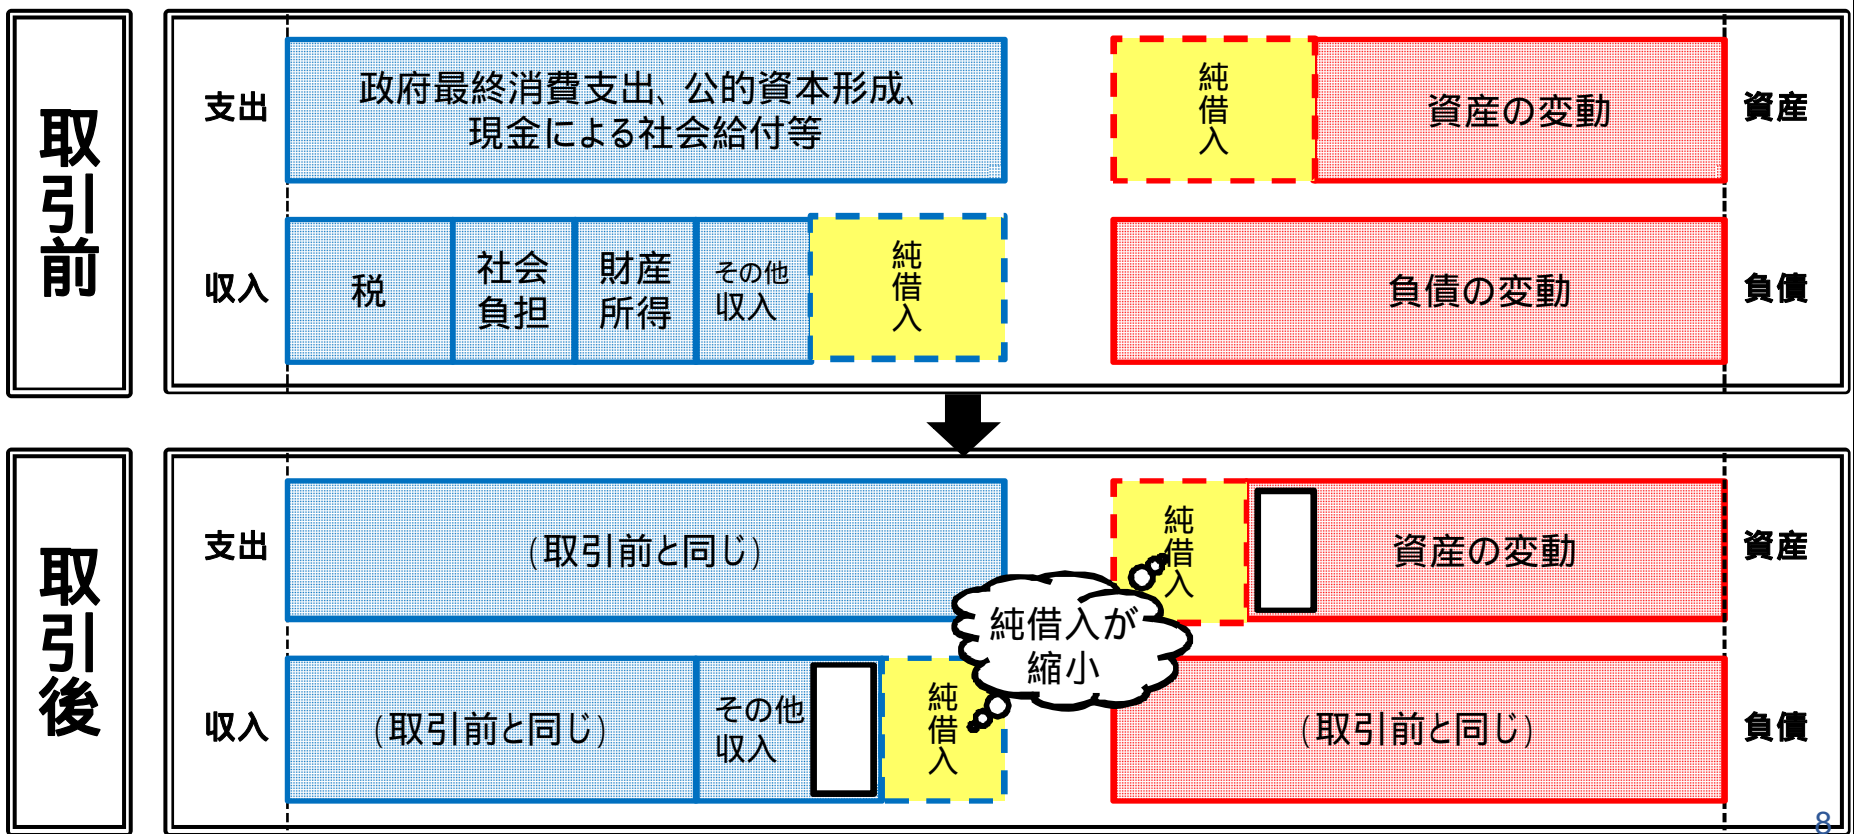 取引前
支出
政府最終消費支出、公的資本形成、
現金による社会給付等
純借入
資産の変動
資産
収入
税
社会
負担
財産
所得
その他
収入
純借入
負債の変動
負債
取引後
支出
(取引前と同じ)
純借入
資産の変動
資産
純借入が
縮小
収入
(取引前と同じ)
その他
収入
純借入
(取引前と同じ)
負債
8